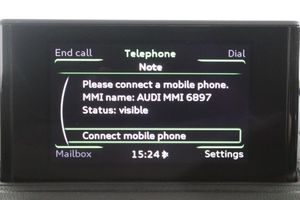 End call Telephone Dial
Note
Please connect a mobile phone.
MMI name: AUDI MMI 6897
Status: visible
Connect mobile phone
Mailbox 15:24 Settings